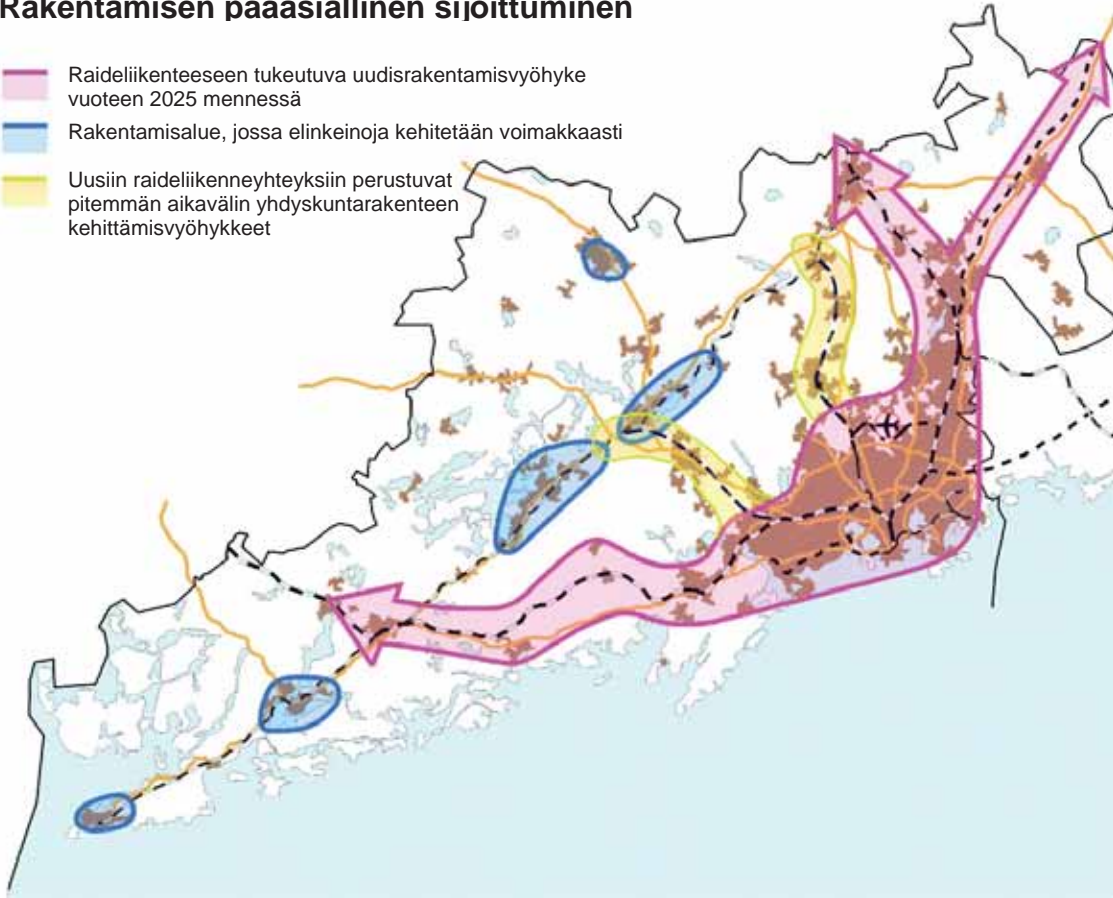 Rakentamisen pääasiallinen sijoittuminen
Raideliikenteeseen tukeutuva uudisrakentamisvyöhyke
vuoteen 2025 mennessä
Rakentamisalue, jossa elinkeinoja kehitetään voimakkaasti
Uusiin raideliikenneyhteyksiin perustuvat
pitemmän aikavälin yhdyskuntarakenteen
kehittämisvyöhykkeet